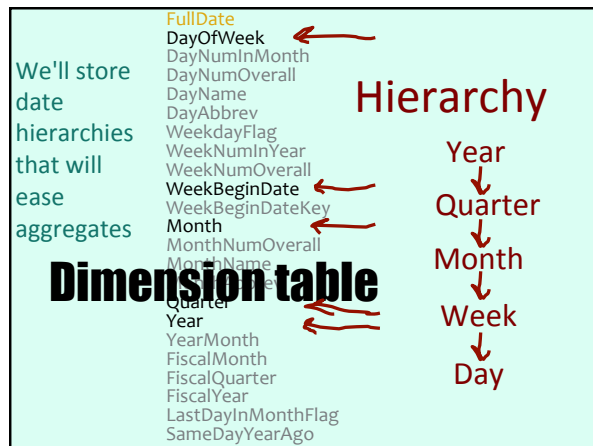 We'll store
date
hierarchies
that will
ease
aggregates
FullDate
DayOfWeek
DayNumInMonth
DayNumOverall
DayName
DayAbbrev
WeekdayFlag
WeekNumInYear
WeekNumOverall
WeekBeginDate
WeekBeginDateKey
Month
MonthNumOverall
MonthName
Dimension table
Quarter
Year
YearMonth
FiscalMonth
FiscalQuarter
FiscalYear
LastDayInMonthFlag
SameDayYearAgo
Hierarchy
Year
Quarter
Month
Week
Day